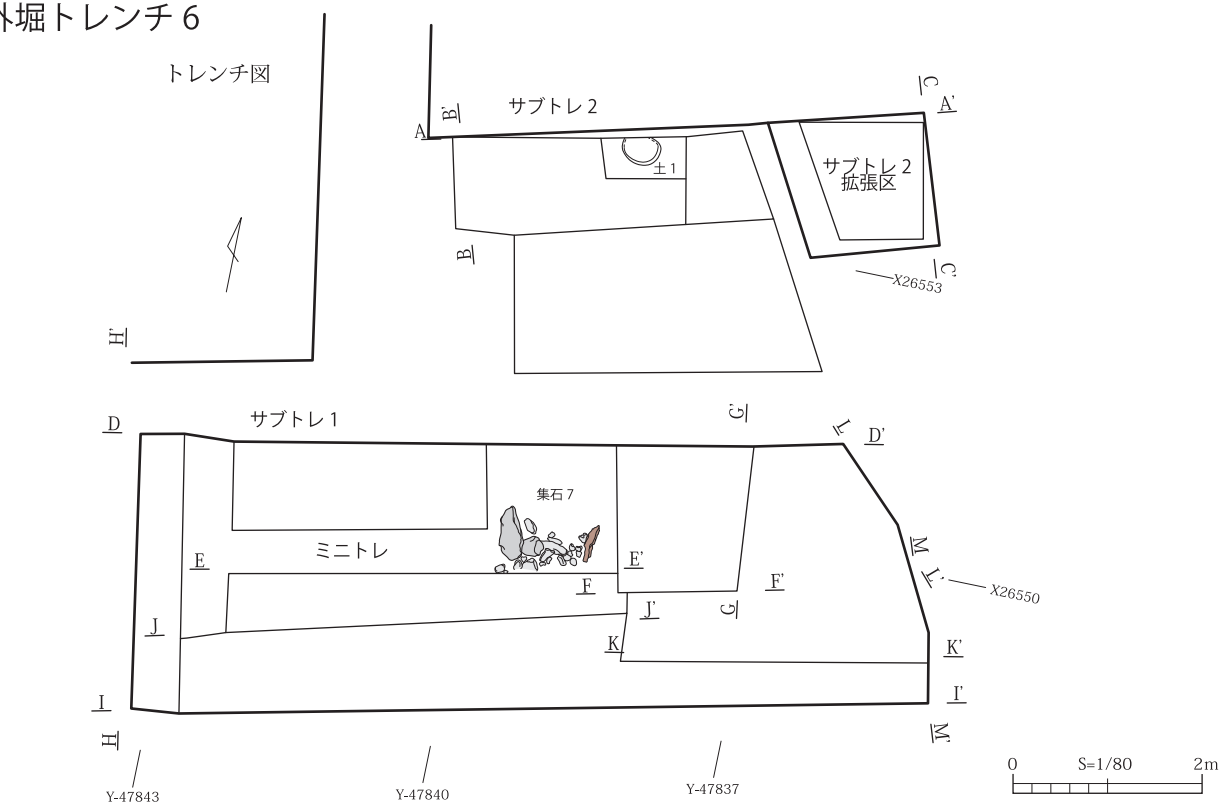 外堀トレンチ 6
トレンチ図
サブトレ 2
C
A'
B'
A
土 1
サブトレ 2
拡張区
B
C'
X26553
H'
D
サブトレ 1
G'
L
D'
集石 7
E
ミニトレ
E'
M
L'
F
F'
X26550
J
J'
G
K
K'
I
I'
H
M'
Y-47843
Y-47840
Y-47837
0 S=1/80 2m